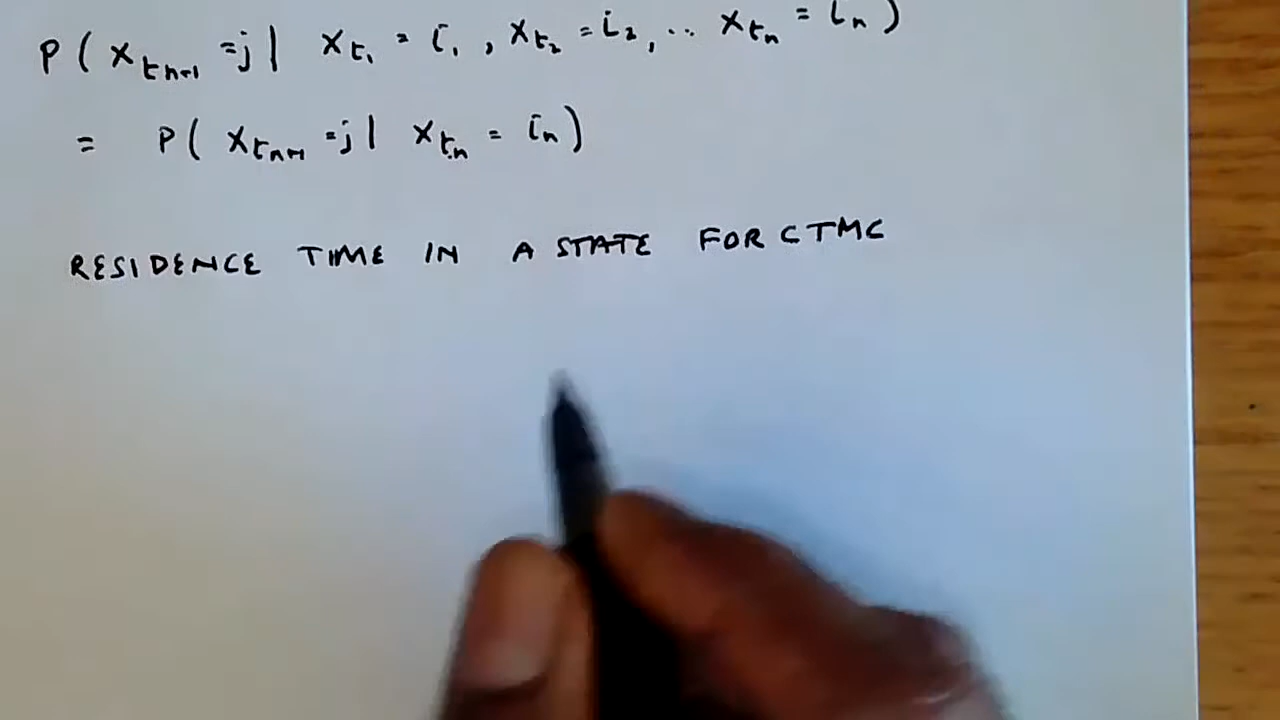 P( X_{t_{n+1}} = j | X_{t_1} = i_1, X_{t_2} = i_2, .. X_{t_n} = i_n )
= P( X_{t_{n+1}} = j | X_{t_n} = i_n )
RESIDENCE TIME IN A STATE FOR CTMC